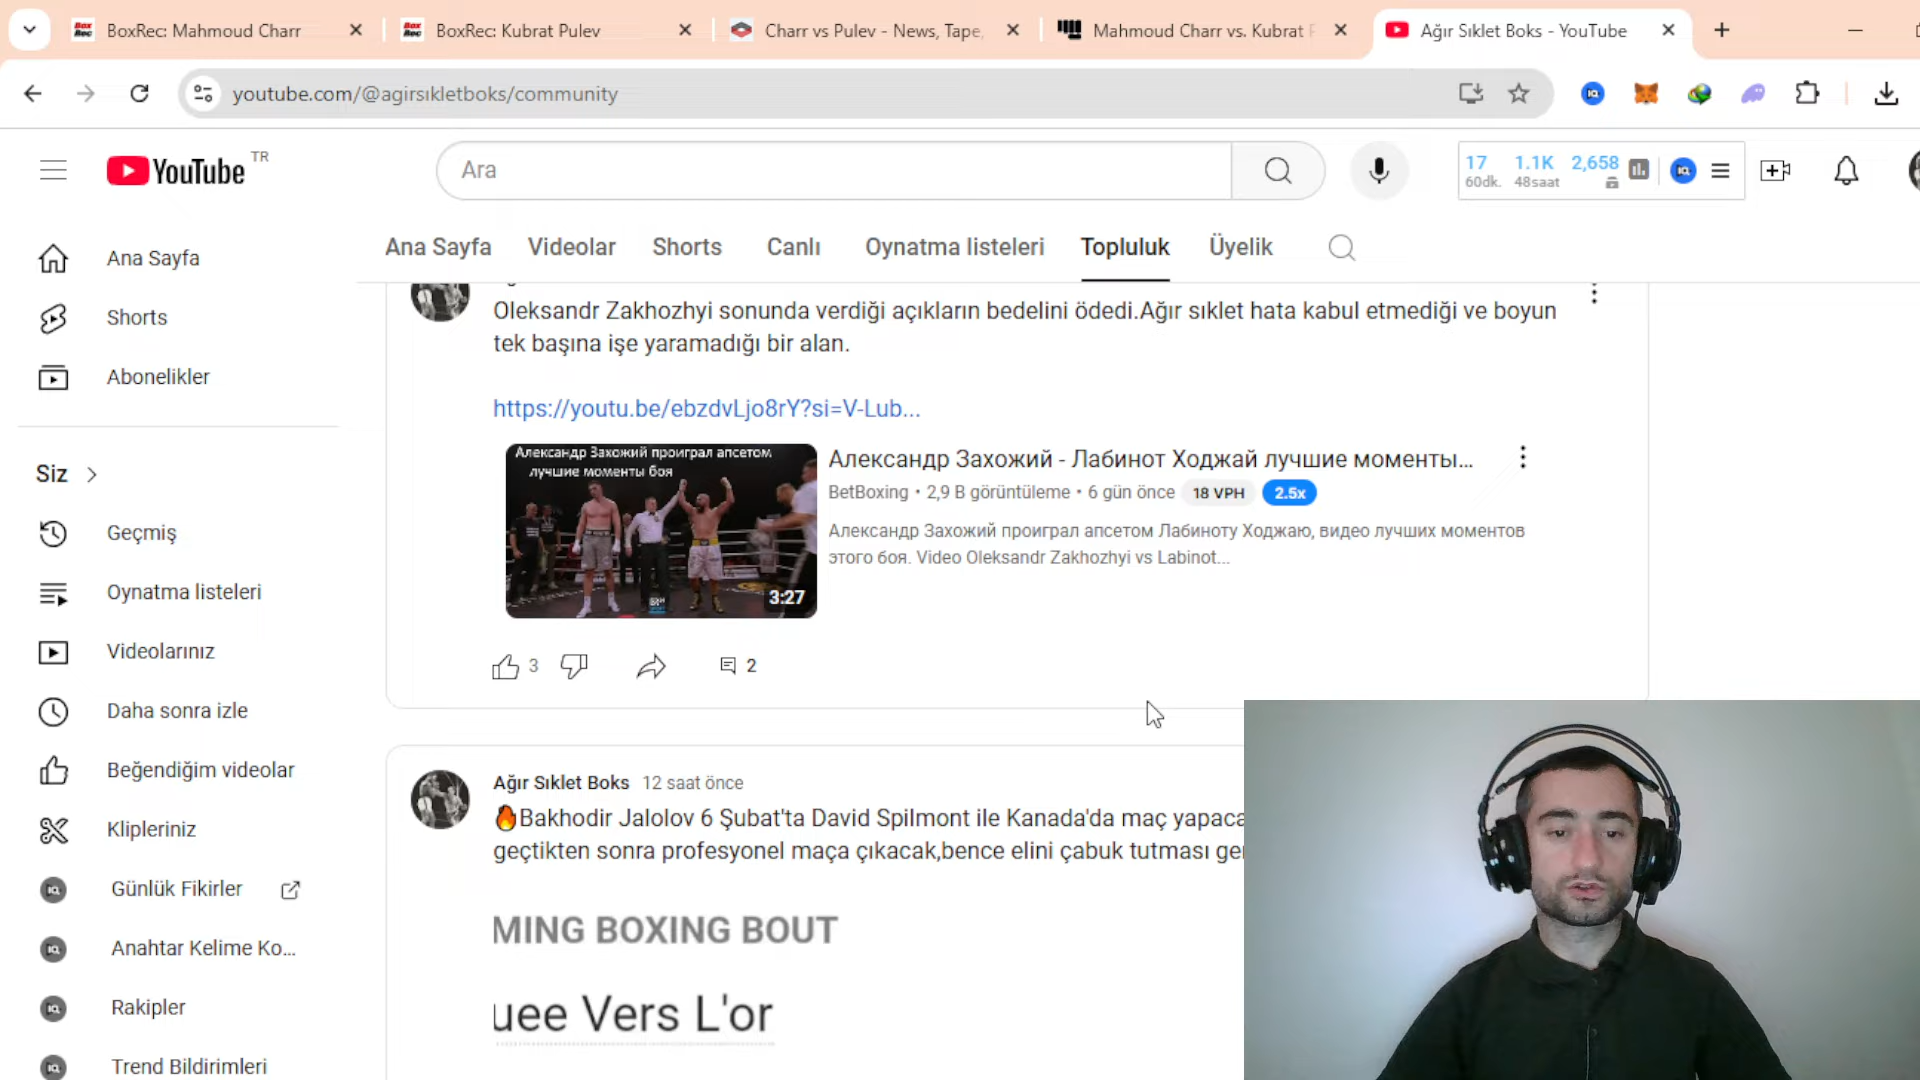 BoxRec: Mahmoud Charr
BoxRec: Kubrat Pulev
Charr vs Pulev - News, Tape,
Mahmoud Charr vs. Kubrat
Ağır Sıklet Boks - YouTube
youtube.com/@agirsıkletboks/community
YouTube TR
Ara
17 1.1K 2,658
60dk. 48saat
Ana Sayfa Videolar Shorts Canlı Oynatma listeleri Topluluk Üyelik
Ana Sayfa
Shorts
Abonelikler
Siz
Geçmiş
Oynatma listeleri
Videolarınız
Daha sonra izle
Beğendiğim videolar
Klipleriniz
Günlük Fikirler
Anahtar Kelime Ko...
Rakipler
Trend Bildirimleri
Oleksandr Zakhozhyi sonunda verdiği açıkların bedelini ödedi.Ağır sıklet hata kabul etmediği ve boyun
tek başına işe yaramadığı bir alan.
https://youtu.be/ebzdvLjo8rY?si=V-Lub...
Александр Захожий проиграл апсетом
лучшие моменты боя
3:27
Александр Захожий - Лабинот Ходжай лучшие моменты...
BetBoxing • 2,9 B görüntüleme • 6 gün önce 18 VPH 2.5x
Александр Захожий проиграл апсетом Лабиноту Ходжаю, видео лучших моментов
этого боя. Video Oleksandr Zakhozhyi vs Labinot...
3 2
Ağır Sıklet Boks 12 saat önce
🔥Bakhodir Jalolov 6 Şubat'ta David Spilmont ile Kanada'da maç yapaca
geçtikten sonra profesyonel maça çıkacak,bence elini çabuk tutması ger
MING BOXING BOUT
uee Vers L'or